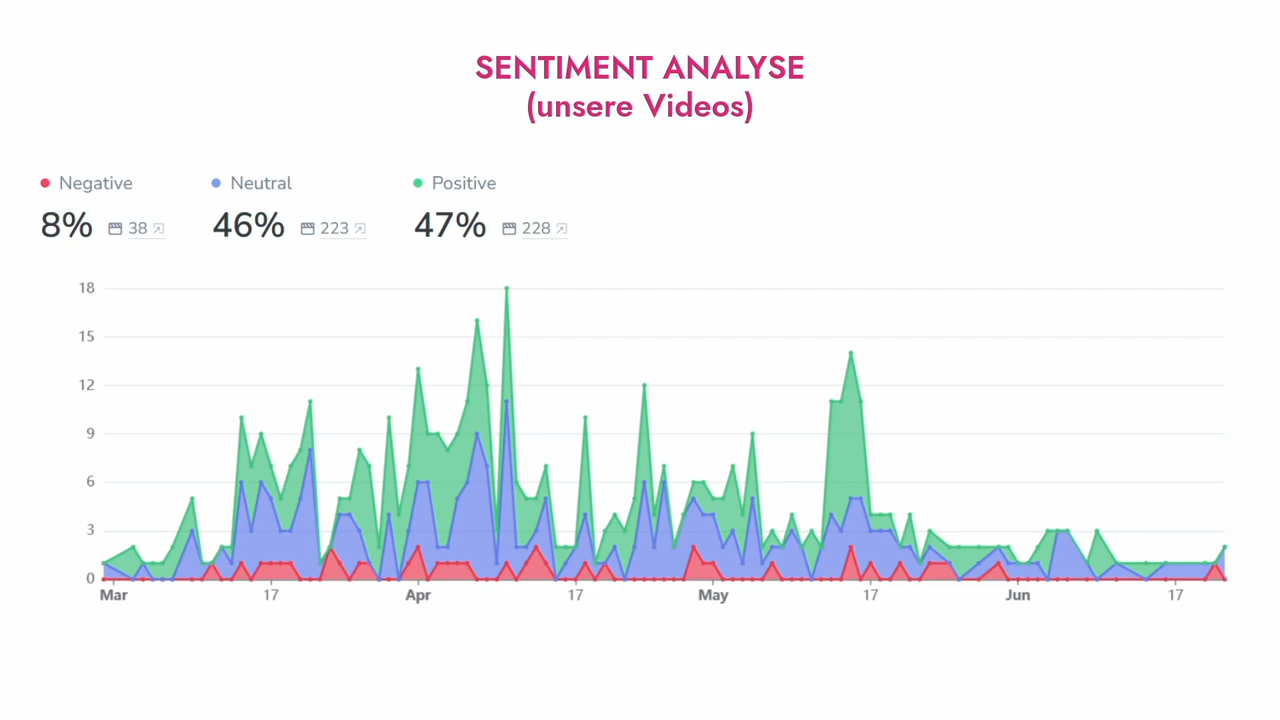 SENTIMENT ANALYSE
(unsere Videos)
Negative Neutral Positive
8% 38 46% 223 47% 228
18
15
12
9
6
3
0
Mar 17 Apr 17 May 17 Jun 17